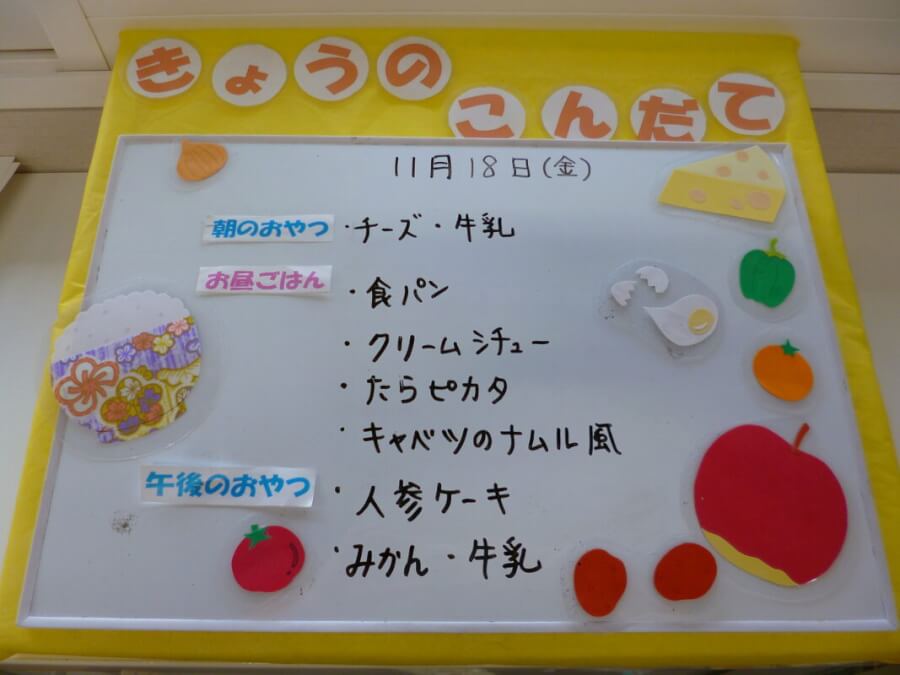 きょうの
こんだて
11月18日(金)
朝のおやつ ・チーズ・牛乳
お昼ごはん ・食パン
・クリームシチュー
・たらピカタ
・キャベツのナムル風
午後のおやつ ・人参ケーキ
・みかん・牛乳